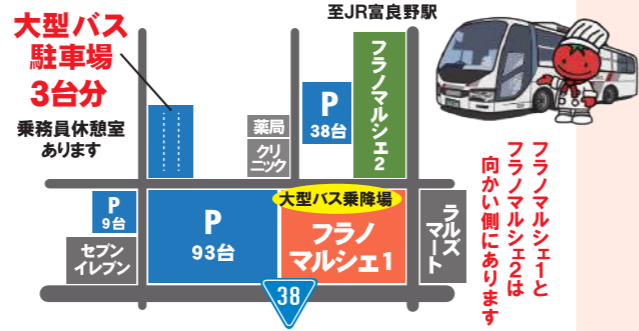 至JR富良野駅
大型バス
駐車場
3台分
乗務員休憩室
あります
薬局
クリ
ニック
P
38台
フラノマルシェ2
大型バス乗降場
P
9台
セブン
イレブン
P
93台
フラノ
マルシェ1
ラルズ
マート
38
フラノマルシェ1と
フラノマルシェ2は
向かい側にあります